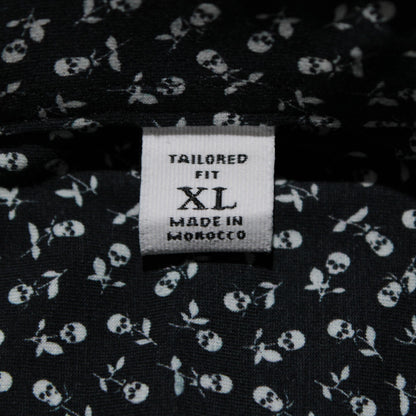 TAILORED
FIT
XL
MADE IN
MOROCCO